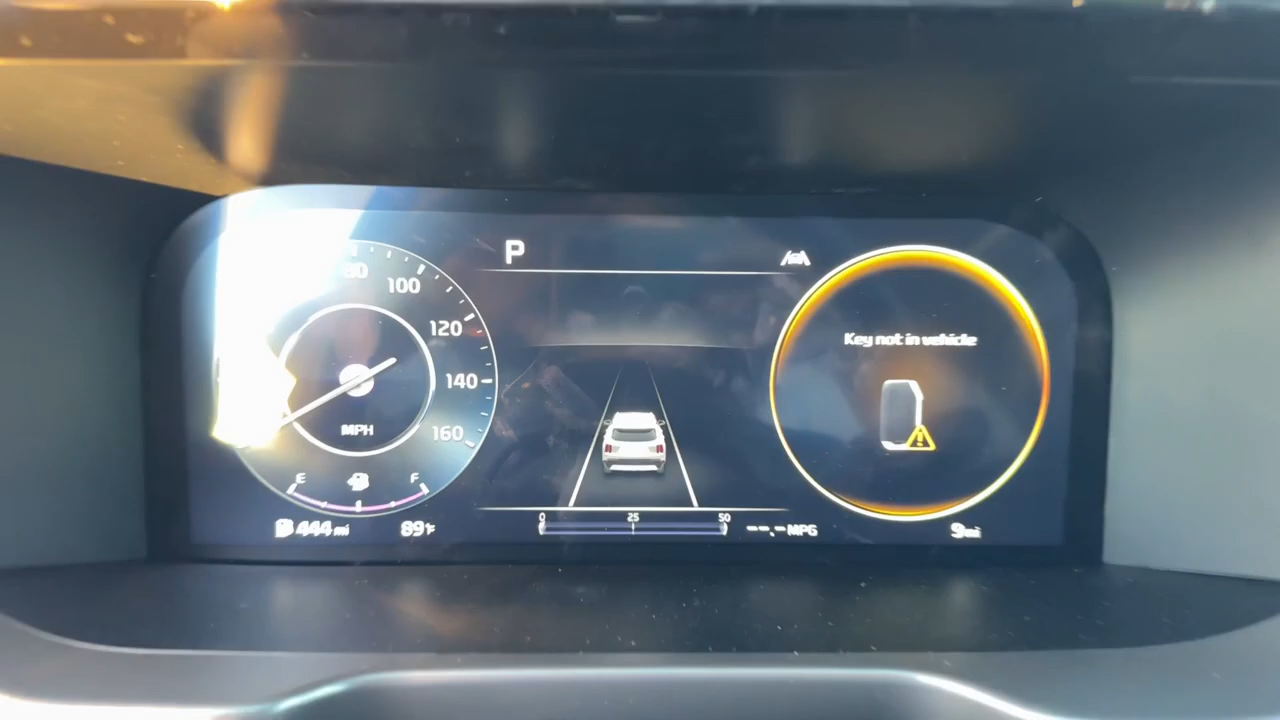 P
80
100
120
140
160
MPH
E
F
444 mi
89°F
0
25
50
--.- MPG
Key not in vehicle
9 mi